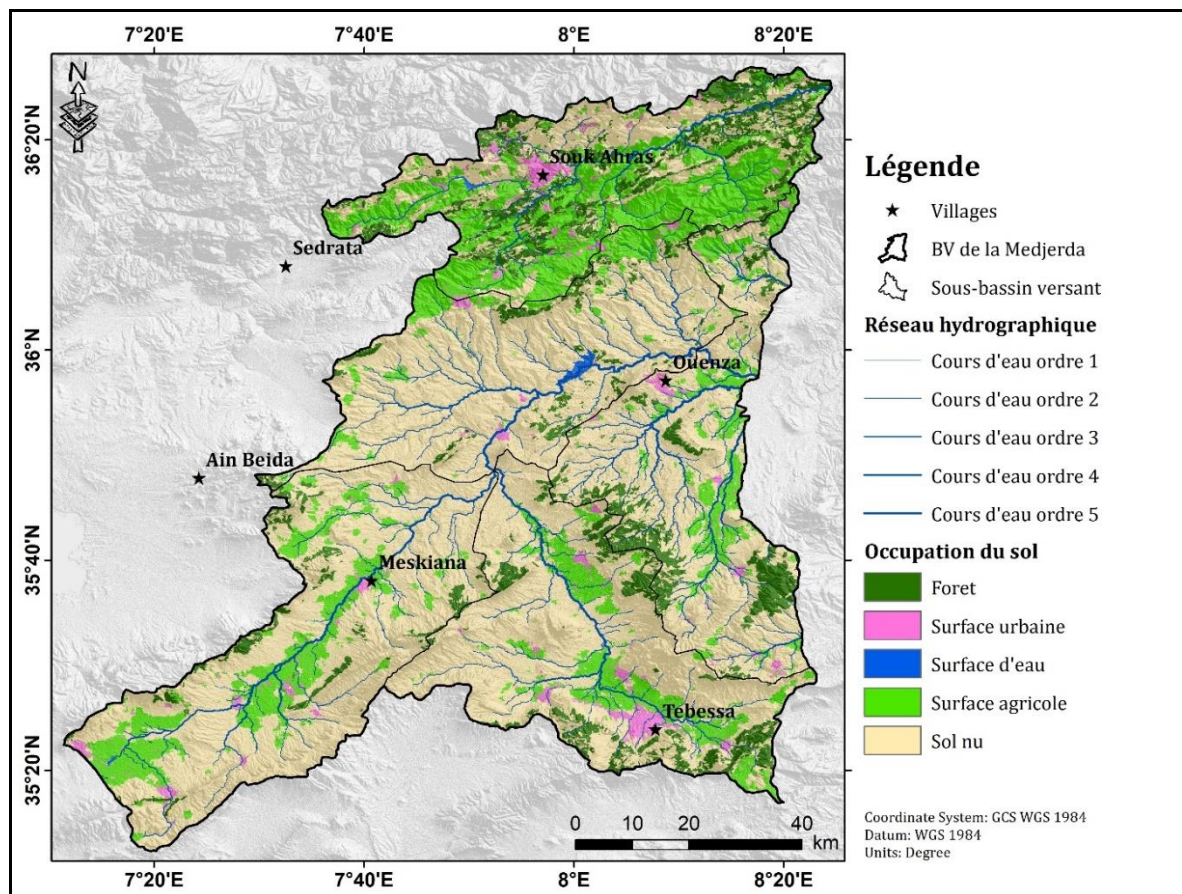 7°20'E
7°40'E
8°0'E
8°20'E
N
36°20'N
36°0'N
35°40'N
35°20'N
Souk Ahras
Sedrata
Ouenza
Ain Beida
Meskiana
Tebessa
0
10
20
40
km
7°20'E
7°40'E
8°0'E
8°20'E
Légende
Villages
BV de la Medjerda
Sous-bassin versant
Réseau hydrographique
Cours d'eau ordre 1
Cours d'eau ordre 2
Cours d'eau ordre 3
Cours d'eau ordre 4
Cours d'eau ordre 5
Occupation du sol
Foret
Surface urbaine
Surface d'eau
Surface agricole
Sol nu
Coordinate System: GCS WGS 1984
Datum: WGS 1984
Units: Degree